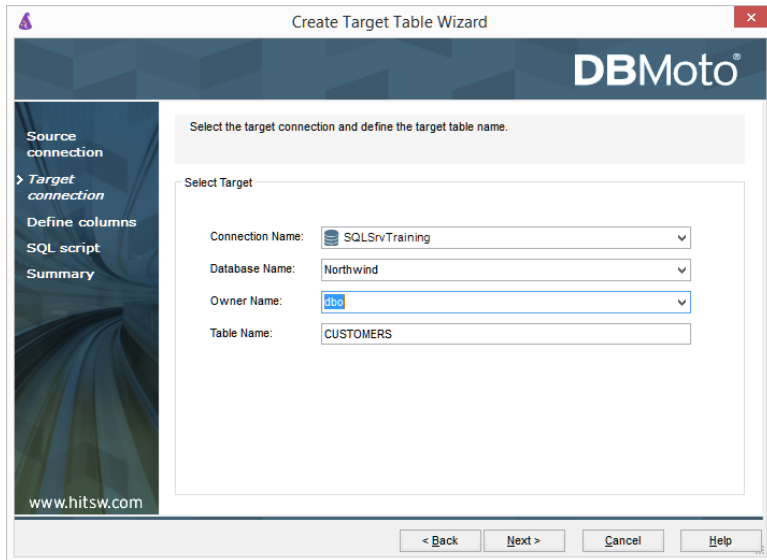 Create Target Table Wizard
×
DBMoto®
Source
connection
Target
connection
Define columns
SQL script
Summary
www.hitsw.com
Select the target connection and define the target table name.
Select Target
Connection Name: SQLSrvTraining
Database Name: Northwind
Owner Name: dbo
Table Name: CUSTOMERS
< Back Next > Cancel Help